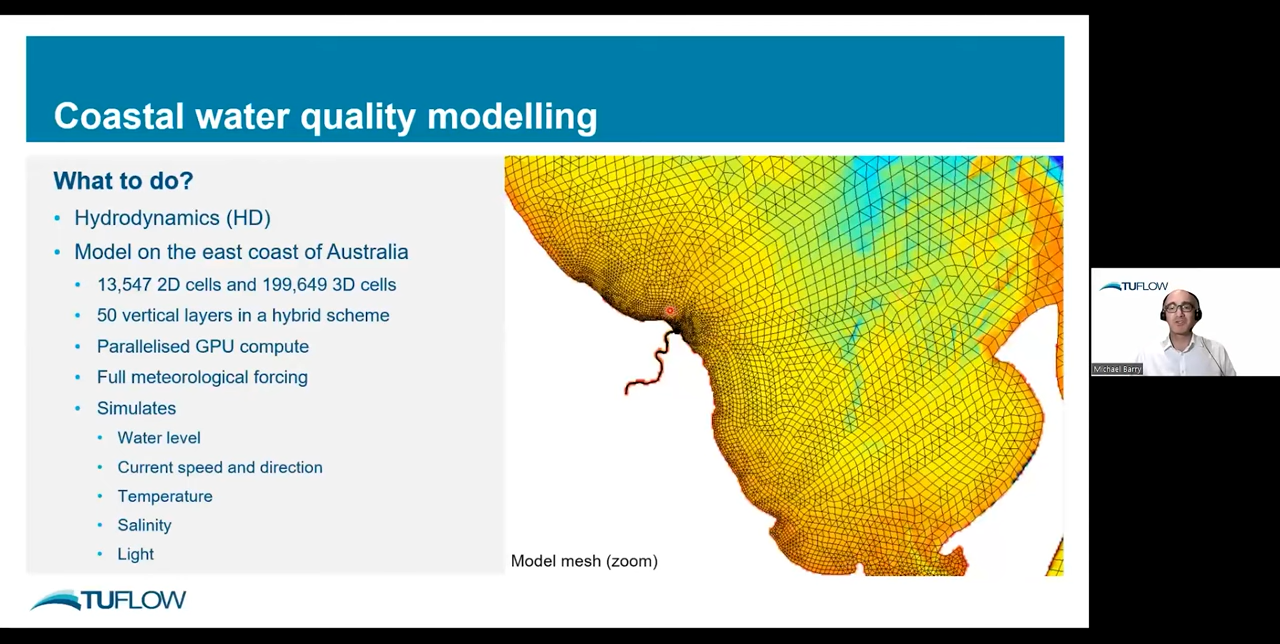 Coastal water quality modelling
What to do?
• Hydrodynamics (HD)
• Model on the east coast of Australia
• 13,547 2D cells and 199,649 3D cells
• 50 vertical layers in a hybrid scheme
• Parallelised GPU compute
• Full meteorological forcing
• Simulates
• Water level
• Current speed and direction
• Temperature
• Salinity
• Light
Model mesh (zoom)
TUFLOW
TUFLOW
Michael Barry